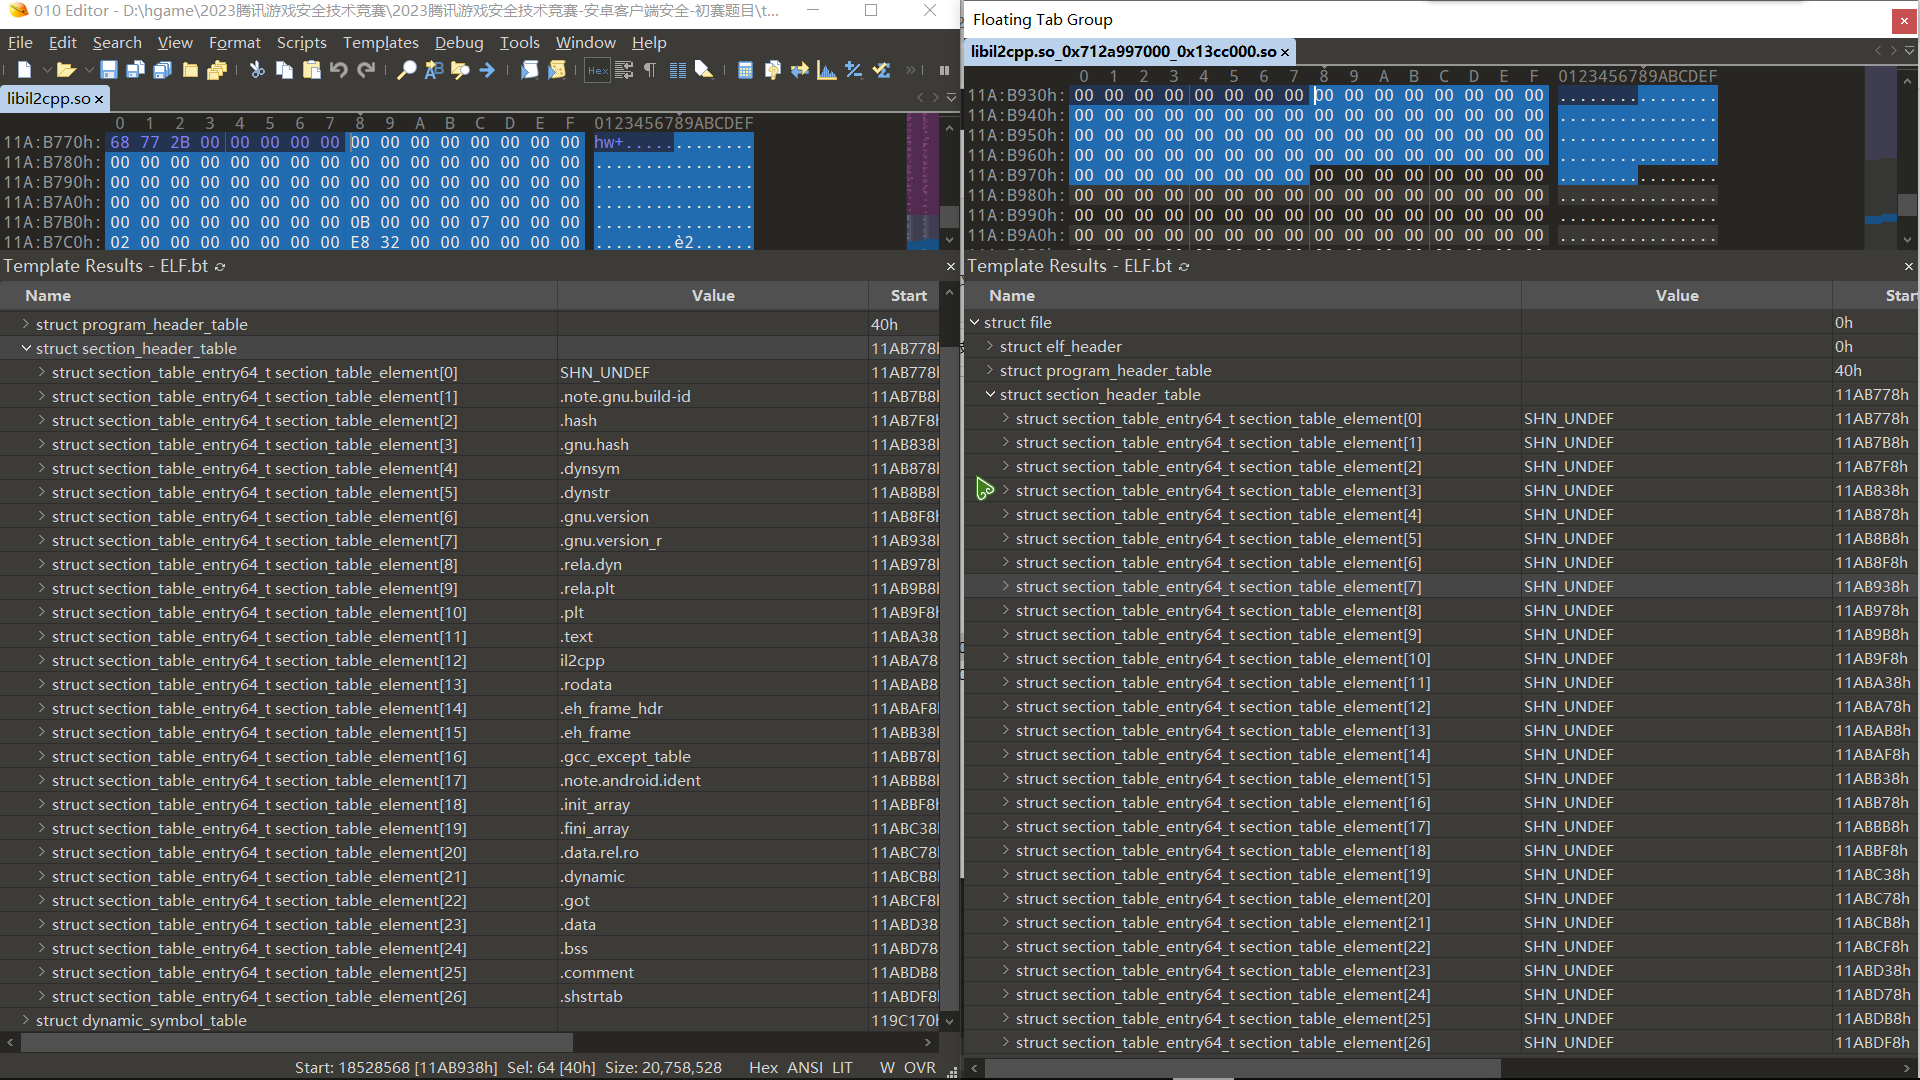 010 Editor - D:\hgame\2023腾讯游戏安全技术竞赛\2023腾讯游戏安全技术竞赛-安卓客户端安全-初赛题目\t...
File Edit Search View Format Scripts Templates Debug Tools Window Help
Hex
libil2cpp.so
0 1 2 3 4 5 6 7 8 9 A B C D E F 0123456789ABCDEF
11A:B770h: 68 77 2B 00 00 00 00 00 00 00 00 00 00 00 00 00 hw+.............
11A:B780h: 00 00 00 00 00 00 00 00 00 00 00 00 00 00 00 00 ................
11A:B790h: 00 00 00 00 00 00 00 00 00 00 00 00 00 00 00 00 ................
11A:B7A0h: 00 00 00 00 00 00 00 00 00 00 00 00 00 00 00 00 ................
11A:B7B0h: 00 00 00 00 00 00 00 00 0B 00 00 00 07 00 00 00 ................
11A:B7C0h: 02 00 00 00 00 00 00 00 E8 32 00 00 00 00 00 00 ........è2......
Template Results - ELF.bt
Name Value Start
struct program_header_table 40h
struct section_header_table 11AB778h
struct section_table_entry64_t section_table_element[0] SHN_UNDEF 11AB778h
struct section_table_entry64_t section_table_element[1] .note.gnu.build-id 11AB7B8h
struct section_table_entry64_t section_table_element[2] .hash 11AB7F8h
struct section_table_entry64_t section_table_element[3] .gnu.hash 11AB838h
struct section_table_entry64_t section_table_element[4] .dynsym 11AB878h
struct section_table_entry64_t section_table_element[5] .dynstr 11AB8B8h
struct section_table_entry64_t section_table_element[6] .gnu.version 11AB8F8h
struct section_table_entry64_t section_table_element[7] .gnu.version_r 11AB938h
struct section_table_entry64_t section_table_element[8] .rela.dyn 11AB978h
struct section_table_entry64_t section_table_element[9] .rela.plt 11AB9B8h
struct section_table_entry64_t section_table_element[10] .plt 11AB9F8h
struct section_table_entry64_t section_table_element[11] .text 11ABA38
struct section_table_entry64_t section_table_element[12] il2cpp 11ABA78
struct section_table_entry64_t section_table_element[13] .rodata 11ABAB8
struct section_table_entry64_t section_table_element[14] .eh_frame_hdr 11ABAF8
struct section_table_entry64_t section_table_element[15] .eh_frame 11ABB38
struct section_table_entry64_t section_table_element[16] .gcc_except_table 11ABB78
struct section_table_entry64_t section_table_element[17] .note.android.ident 11ABBB8
struct section_table_entry64_t section_table_element[18] .init_array 11ABBF8
struct section_table_entry64_t section_table_element[19] .fini_array 11ABC38
struct section_table_entry64_t section_table_element[20] .data.rel.ro 11ABC78
struct section_table_entry64_t section_table_element[21] .dynamic 11ABCB8
struct section_table_entry64_t section_table_element[22] .got 11ABCF8
struct section_table_entry64_t section_table_element[23] .data 11ABD38
struct section_table_entry64_t section_table_element[24] .bss 11ABD78
struct section_table_entry64_t section_table_element[25] .comment 11ABDB8
struct section_table_entry64_t section_table_element[26] .shstrtab 11ABDF8
struct dynamic_symbol_table 119C170h
Start: 18528568 [11AB938h] Sel: 64 [40h] Size: 20,758,528 Hex ANSI LIT W OVR
Floating Tab Group
libil2cpp.so_0x712a997000_0x13cc000.so
0 1 2 3 4 5 6 7 8 9 A B C D E F 0123456789ABCDEF
11A:B930h: 00 00 00 00 00 00 00 00 00 00 00 00 00 00 00 00 ................
11A:B940h: 00 00 00 00 00 00 00 00 00 00 00 00 00 00 00 00 ................
11A:B950h: 00 00 00 00 00 00 00 00 00 00 00 00 00 00 00 00 ................
11A:B960h: 00 00 00 00 00 00 00 00 00 00 00 00 00 00 00 00 ................
11A:B970h: 00 00 00 00 00 00 00 00 00 00 00 00 00 00 00 00 ................
11A:B980h: 00 00 00 00 00 00 00 00 00 00 00 00 00 00 00 00 ................
11A:B990h: 00 00 00 00 00 00 00 00 00 00 00 00 00 00 00 00 ................
11A:B9A0h: 00 00 00 00 00 00 00 00 00 00 00 00 00 00 00 00 ................
Template Results - ELF.bt
Name Value Start
struct file 0h
struct elf_header 0h
struct program_header_table 40h
struct section_header_table 11AB778h
struct section_table_entry64_t section_table_element[0] SHN_UNDEF 11AB778h
struct section_table_entry64_t section_table_element[1] SHN_UNDEF 11AB7B8h
struct section_table_entry64_t section_table_element[2] SHN_UNDEF 11AB7F8h
struct section_table_entry64_t section_table_element[3] SHN_UNDEF 11AB838h
struct section_table_entry64_t section_table_element[4] SHN_UNDEF 11AB878h
struct section_table_entry64_t section_table_element[5] SHN_UNDEF 11AB8B8h
struct section_table_entry64_t section_table_element[6] SHN_UNDEF 11AB8F8h
struct section_table_entry64_t section_table_element[7] SHN_UNDEF 11AB938h
struct section_table_entry64_t section_table_element[8] SHN_UNDEF 11AB978h
struct section_table_entry64_t section_table_element[9] SHN_UNDEF 11AB9B8h
struct section_table_entry64_t section_table_element[10] SHN_UNDEF 11AB9F8h
struct section_table_entry64_t section_table_element[11] SHN_UNDEF 11ABA38h
struct section_table_entry64_t section_table_element[12] SHN_UNDEF 11ABA78h
struct section_table_entry64_t section_table_element[13] SHN_UNDEF 11ABAB8h
struct section_table_entry64_t section_table_element[14] SHN_UNDEF 11ABAF8h
struct section_table_entry64_t section_table_element[15] SHN_UNDEF 11ABB38h
struct section_table_entry64_t section_table_element[16] SHN_UNDEF 11ABB78h
struct section_table_entry64_t section_table_element[17] SHN_UNDEF 11ABBB8h
struct section_table_entry64_t section_table_element[18] SHN_UNDEF 11ABBF8h
struct section_table_entry64_t section_table_element[19] SHN_UNDEF 11ABC38h
struct section_table_entry64_t section_table_element[20] SHN_UNDEF 11ABC78h
struct section_table_entry64_t section_table_element[21] SHN_UNDEF 11ABCB8h
struct section_table_entry64_t section_table_element[22] SHN_UNDEF 11ABCF8h
struct section_table_entry64_t section_table_element[23] SHN_UNDEF 11ABD38h
struct section_table_entry64_t section_table_element[24] SHN_UNDEF 11ABD78h
struct section_table_entry64_t section_table_element[25] SHN_UNDEF 11ABDB8h
struct section_table_entry64_t section_table_element[26] SHN_UNDEF 11ABDF8h